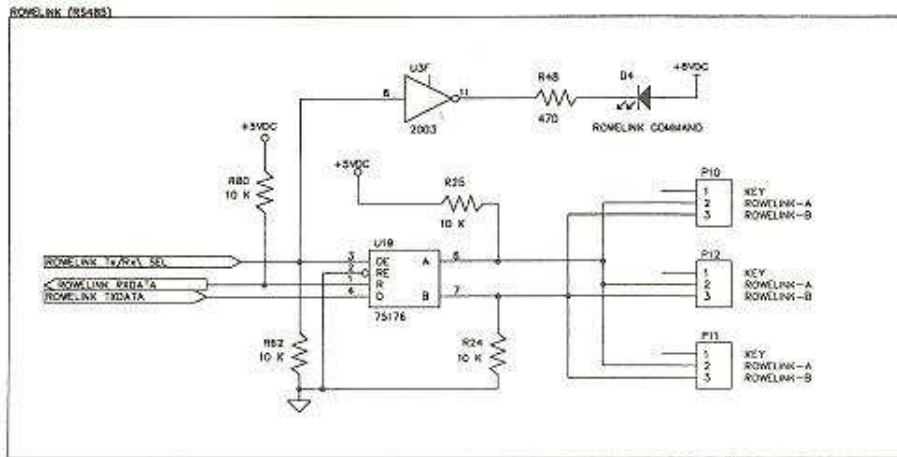 ROWELINK (RS485)
U3F
6
11
2003
R48
470
D4
+8VDC
ROWELINK COMMAND
+5VDC
R80
10 K
+5VDC
R25
10 K
P10
1 KEY
2 ROWELINK-A
3 ROWELINK-B
U18
ROWELINK Tx/Rx\ SEL
ROWELINK RXDATA
ROWELINK TXDATA
3 DE A 6
2 RE
1 R
4 D B 7
75176
P12
1 KEY
2 ROWELINK-A
3 ROWELINK-B
R62
10 K
R24
10 K
P11
1 KEY
2 ROWELINK-A
3 ROWELINK-B